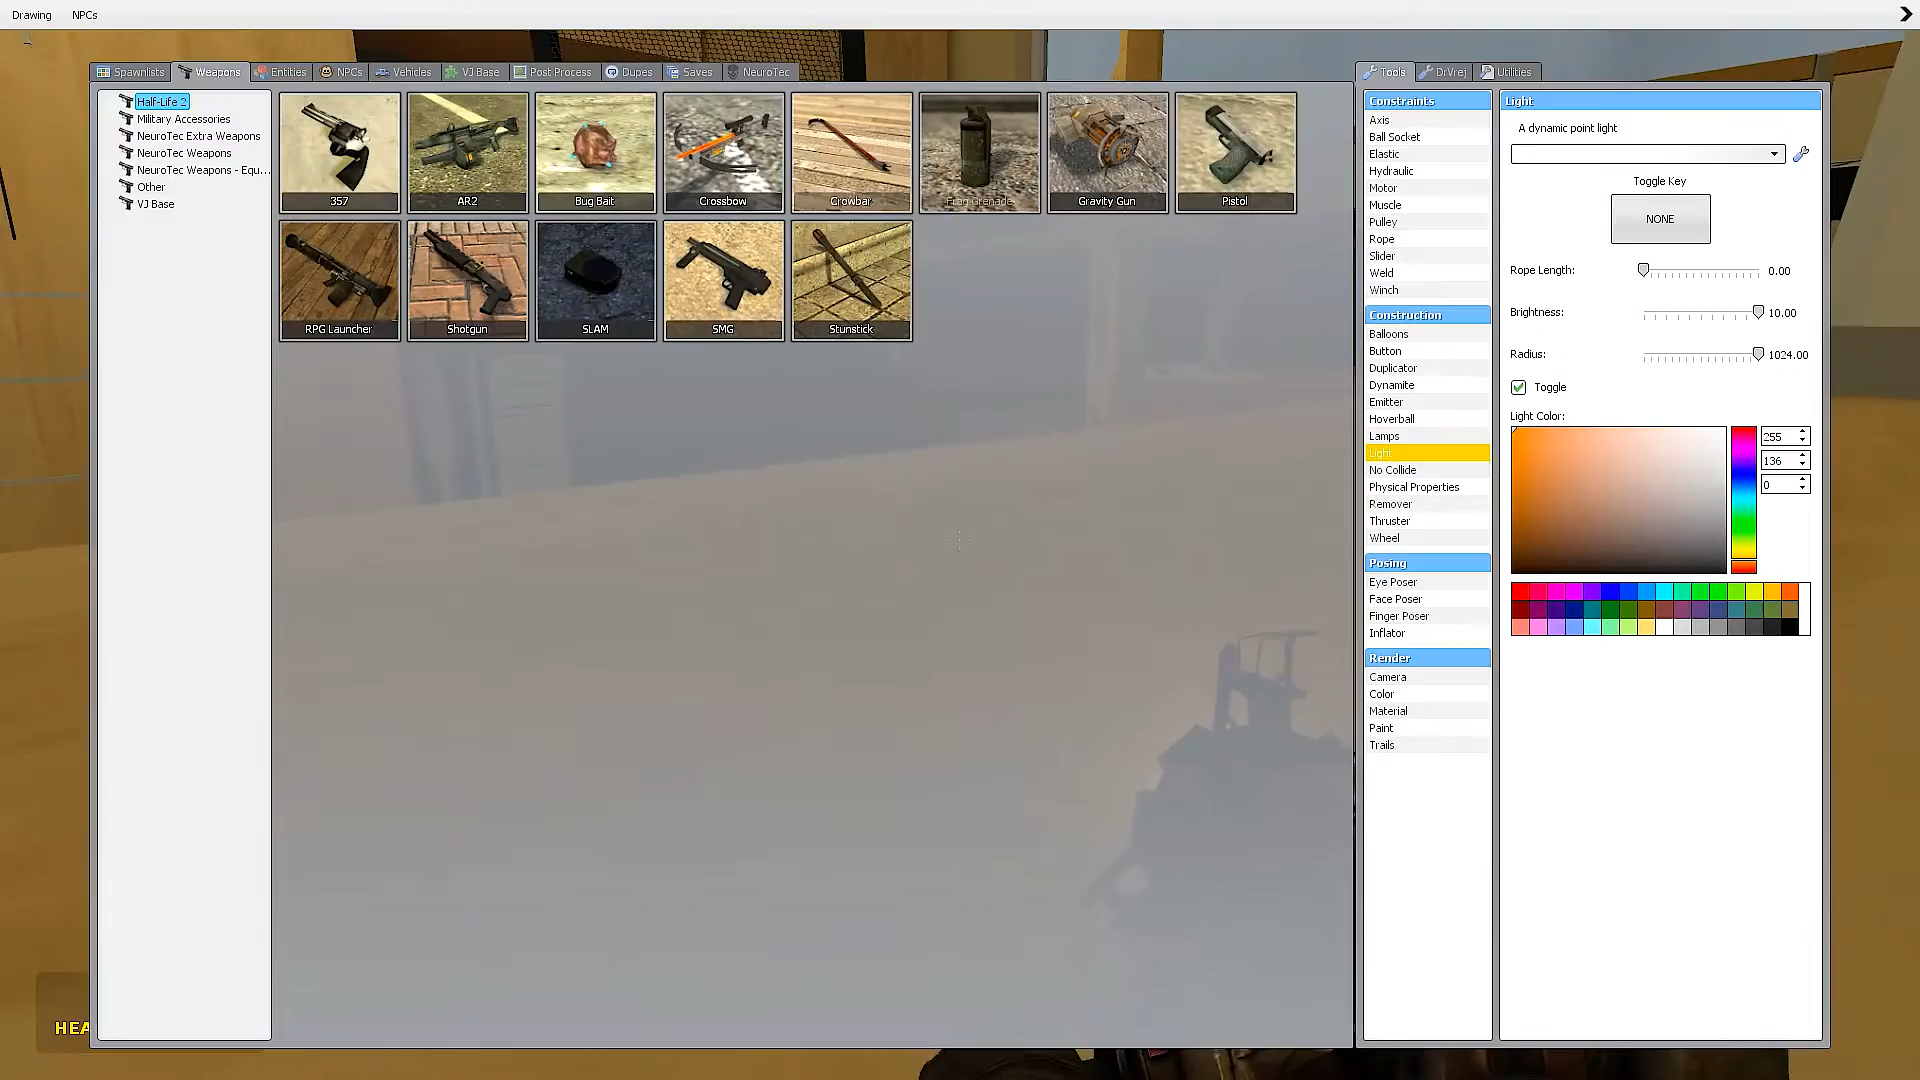 Drawing NPCs
Spawnlists Weapons Entities NPCs Vehicles VJ Base Post Process Dupes Saves NeuroTec
Half-Life 2
Military Accessories
NeuroTec Extra Weapons
NeuroTec Weapons
NeuroTec Weapons - Equ...
Other
VJ Base
357 AR2 Bug Bait Crossbow Crowbar Frag Grenade Gravity Gun Pistol
RPG Launcher Shotgun SLAM SMG Stunstick
HEA
Tools DrVrej Utilities
Constraints
Axis
Ball Socket
Elastic
Hydraulic
Motor
Muscle
Pulley
Rope
Slider
Weld
Winch
Construction
Balloons
Button
Duplicator
Dynamite
Emitter
Hoverball
Lamps
Light
No Collide
Physical Properties
Remover
Thruster
Wheel
Posing
Eye Poser
Face Poser
Finger Poser
Inflator
Render
Camera
Color
Material
Paint
Trails
Light
A dynamic point light
Toggle Key
NONE
Rope Length: 0.00
Brightness: 10.00
Radius: 1024.00
Toggle
Light Color:
255
136
0